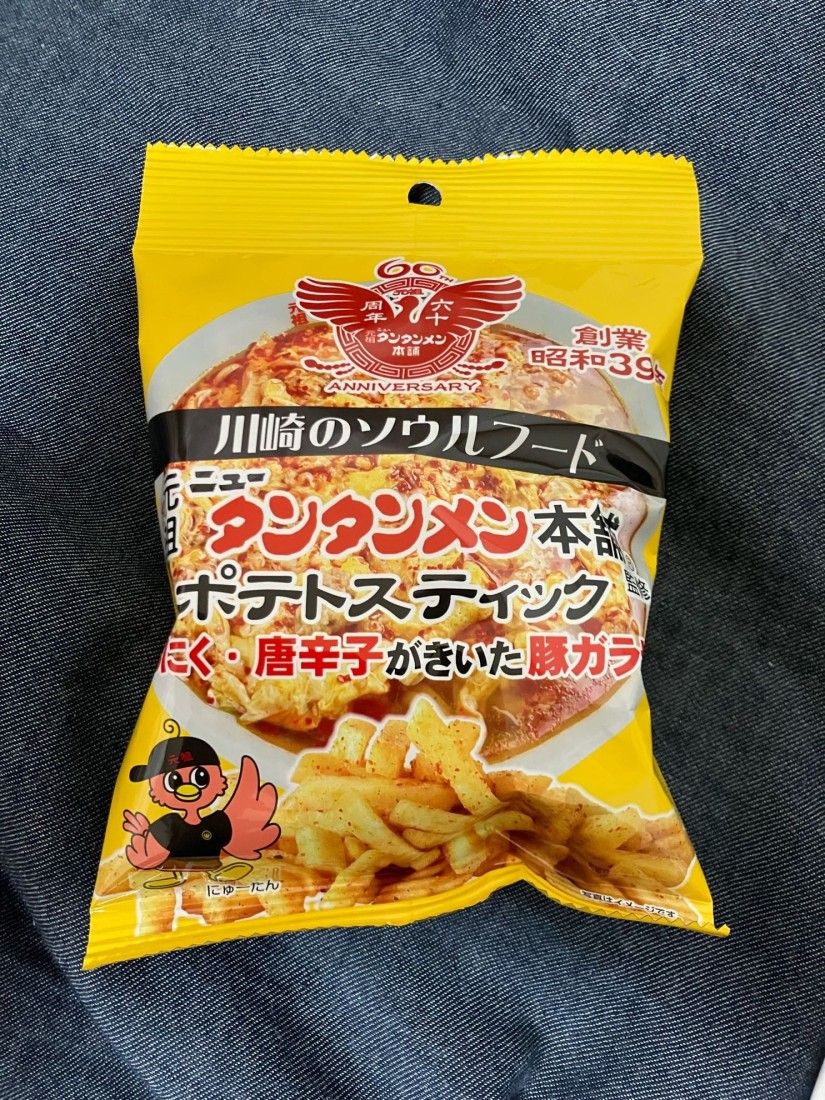 60TH
元祖
周年
六十
元祖
ニュー
タンタンメン
本舗
ANNIVERSARY
創業
昭和39年
川崎のソウルフード
元祖
ニュー
タンタンメン本舗
監修
ポテトスティック
にく・唐辛子がきいた豚ガラ
元祖
にゅーたん
写真はイメージです